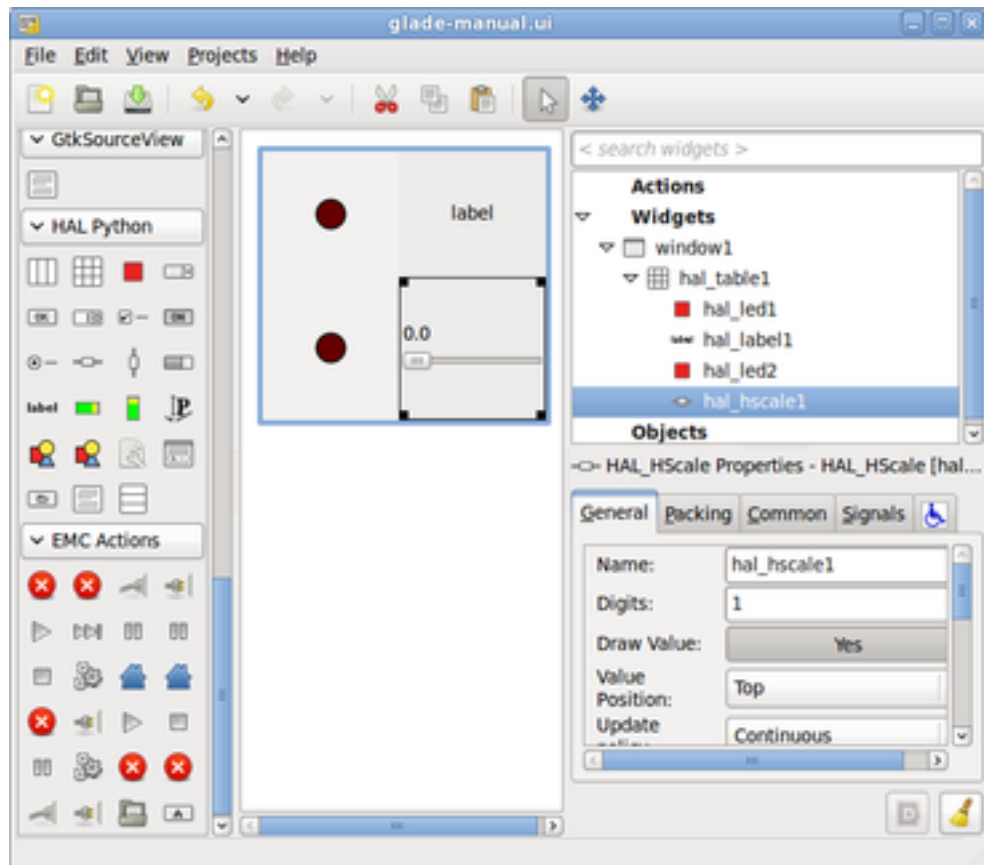 glade-manual.ui
File Edit View Projects Help
GtkSourceView
HAL Python
label
EMC Actions
label
0.0
< search widgets >
Actions
Widgets
window1
hal_table1
hal_led1
hal_label1
hal_led2
hal_hscale1
Objects
HAL_HScale Properties - HAL_HScale [hal...
General Packing Common Signals
Name: hal_hscale1
Digits: 1
Draw Value: Yes
Value Position: Top
Update Continuous